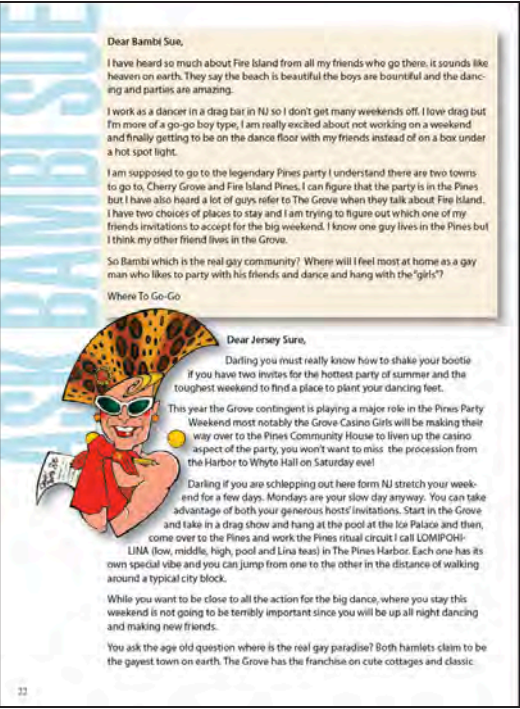 ASK BAMBI SUE
Dear Bambi Sue,
I have heard so much about Fire Island from all my friends who go there, it sounds like
heaven on earth. They say the beach is beautiful the boys are bountiful and the danc-
ing and parties are amazing.
I work as a dancer in a drag bar in NJ so I don't get many weekends off. I love drag but
I'm more of a go-go boy type, I am really excited about not working on a weekend
and finally getting to be on the dance floor with my friends instead of on a box under
a hot spot light.
I am supposed to go to the legendary Pines party I understand there are two towns
to go to, Cherry Grove and Fire Island Pines, I can figure that the party is in the Pines
but I have also heard a lot of guys refer to The Grove when they talk about Fire Island.
I have two choices of places to stay and I am trying to figure out which one of my
friends invitations to accept for the big weekend. I know one guy lives in the Pines but
I think my other friend lives in the Grove.
So Bambi which is the real gay community? Where will I feel most at home as a gay
man who likes to party with his friends and dance and hang with the "girls"?
Where To Go-Go
Dear Jersey Sure,
Darling you must really know how to shake your bootie
if you have two invites for the hottest party of summer and the
toughest weekend to find a place to plant your dancing feet.
This year the Grove contingent is playing a major role in the Pines Party
Weekend most notably the Grove Casino Girls will be making their
way over to the Pines Community House to liven up the casino
aspect of the party, you won't want to miss the procession from
the Harbor to Whyte Hall on Saturday eve!
Darling if you are schlepping out here form NJ stretch your week-
end for a few days. Mondays are your slow day anyway. You can take
advantage of both your generous hosts' invitations. Start in the Grove
and take in a drag show and hang at the pool at the Ice Palace and then,
come over to the Pines and work the Pines ritual circuit I call LOMIPOHI-
LINA (low, middle, high, pool and Lina teas) in The Pines Harbor. Each one has its
own special vibe and you can jump from one to the other in the distance of walking
around a typical city block.
While you want to be close to all the action for the big dance, where you stay this
weekend is not going to be terribly important since you will be up all night dancing
and making new friends.
You ask the age old question where is the real gay paradise? Both hamlets claim to be
the gayest town on earth. The Grove has the franchise on cute cottages and classic
22